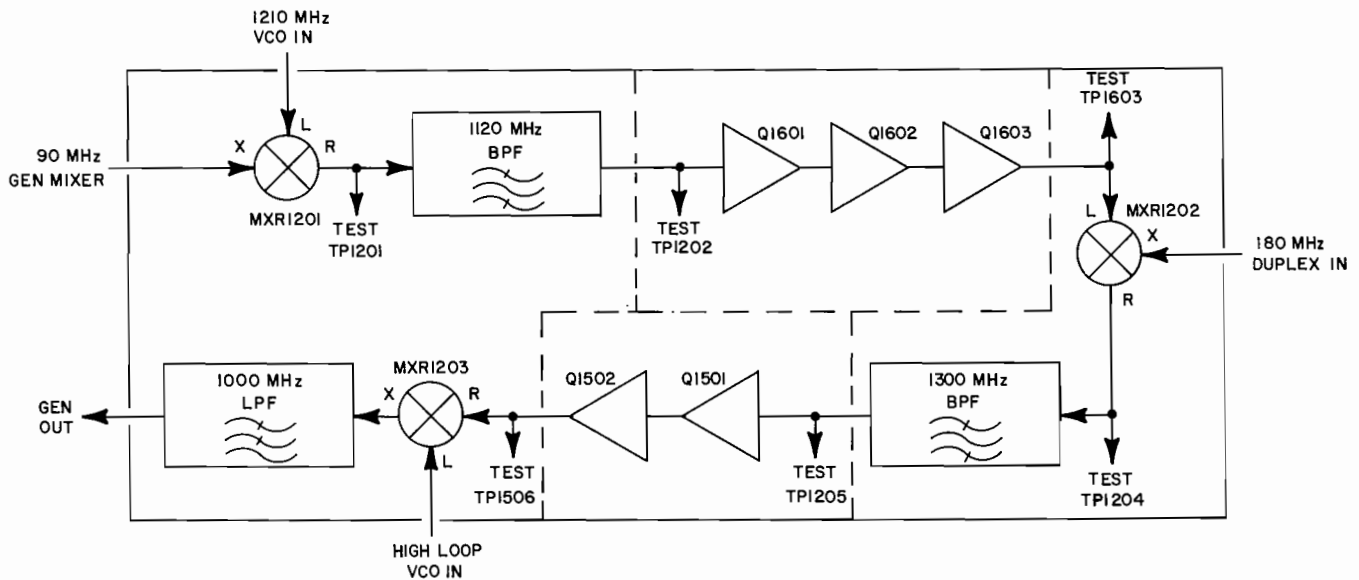 1210 MHz
VCO IN
TEST
TP1603
L
X
R
90 MHz
GEN MIXER
MXR1201
TEST
TP1201
1120 MHz
BPF
TEST
TP1202
Q1601
Q1602
Q1603
L
MXR1202
X
R
180 MHz
DUPLEX IN
GEN
OUT
1000 MHz
LPF
MXR1203
X
R
L
HIGH LOOP
VCO IN
TEST
TP1506
Q1502
Q1501
TEST
TP1205
1300 MHz
BPF
TEST
TP1204